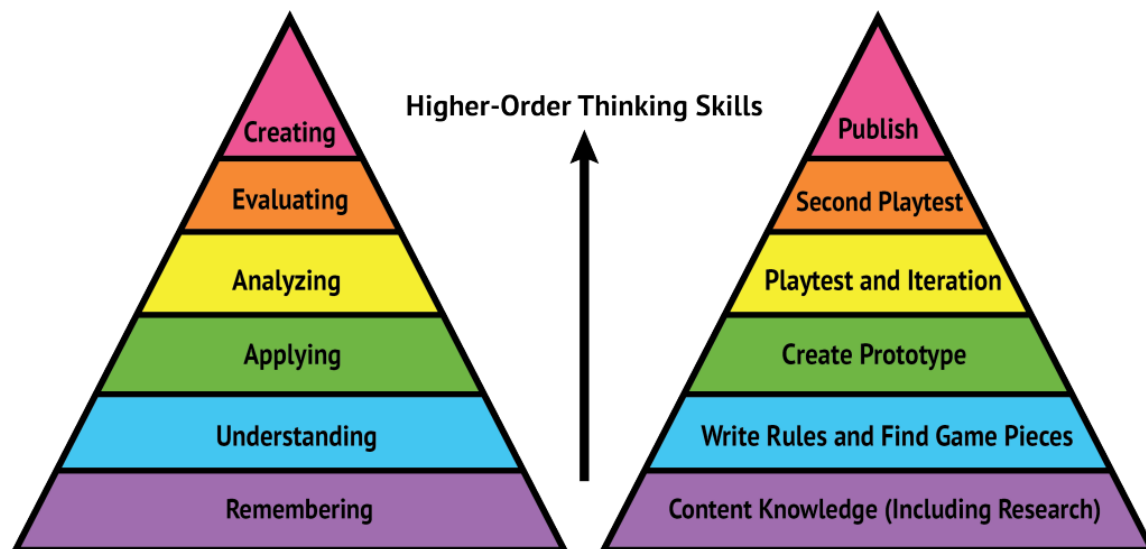 Higher-Order Thinking Skills
Creating
Evaluating
Analyzing
Applying
Understanding
Remembering
Publish
Second Playtest
Playtest and Iteration
Create Prototype
Write Rules and Find Game Pieces
Content Knowledge (Including Research)